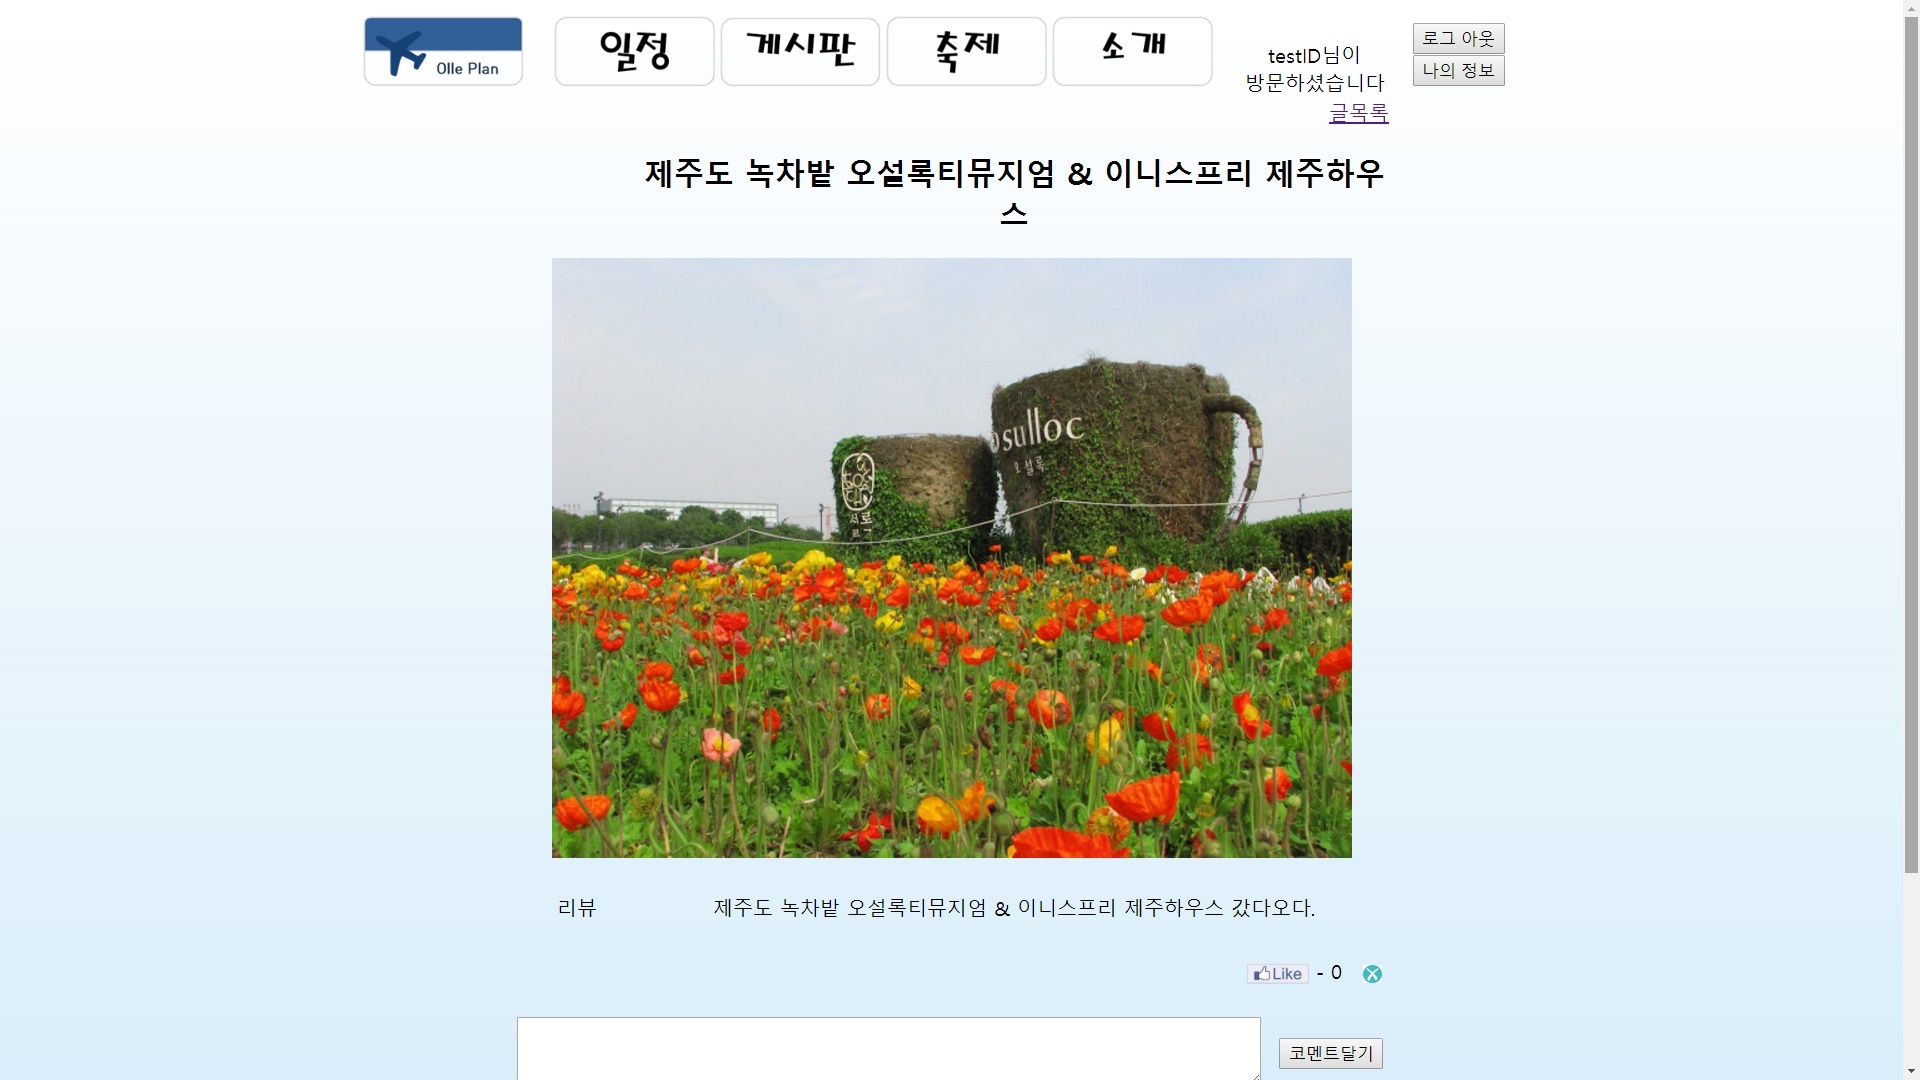 Olle Plan
일정
게시판
축제
소개
testID님이
방문하셨습니다
로그 아웃
나의 정보
글목록
제주도 녹차밭 오설록티뮤지엄 & 이니스프리 제주하우
스
osulloc
오설록
리뷰 제주도 녹차밭 오설록티뮤지엄 & 이니스프리 제주하우스 갔다오다.
Like - 0
코멘트달기